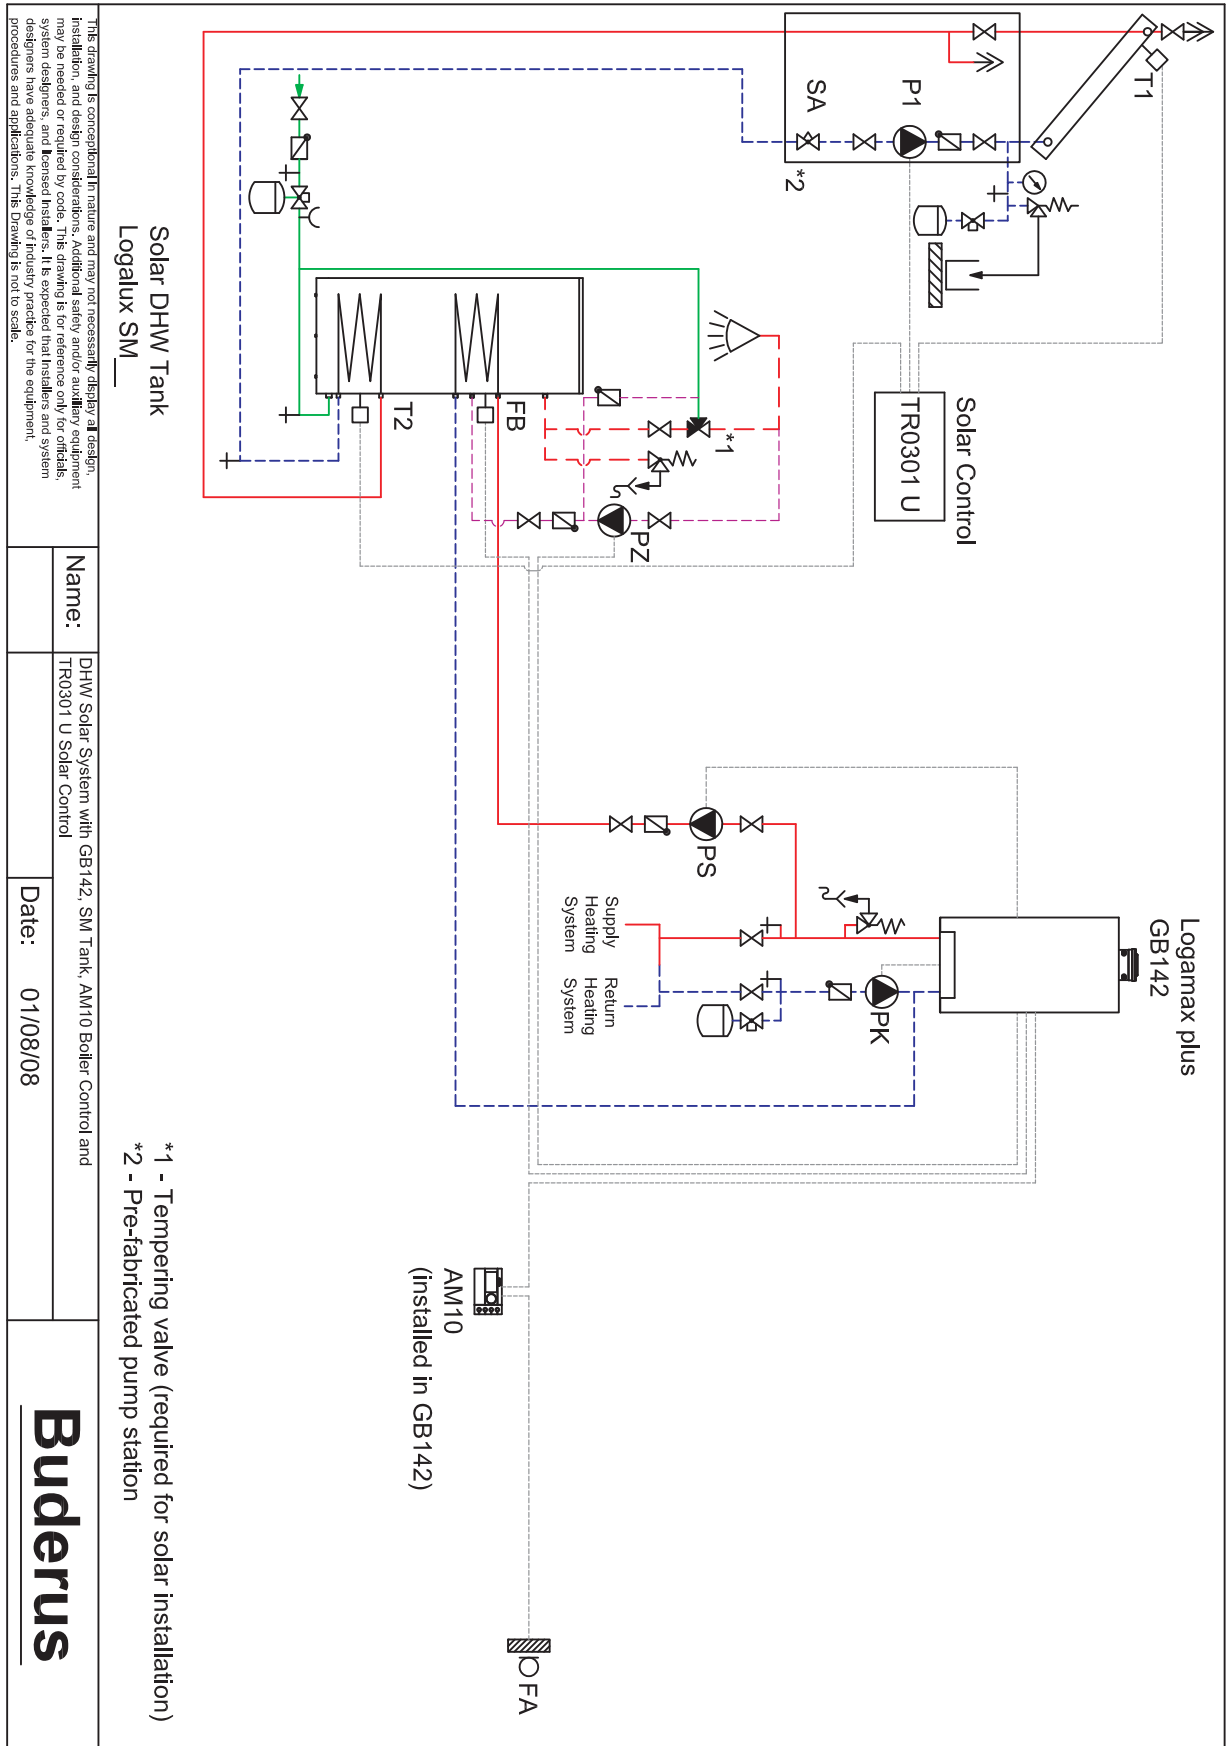 T1
P1
SA
*2
Solar Control
TR0301 U
Logamax plus
GB142
*1
T2
FB
PZ
PS
PK
Supply
Heating
System
Return
Heating
System
Solar DHW Tank
Logalux SM__
AM10
(installed in GB142)
FA
*1 - Tempering valve (required for solar installation)
*2 - Pre-fabricated pump station
This drawing is conceptional in nature and may not necessarily display all design,
installation, and design considerations. Additional safety and/or auxiliary equipment
may be needed or required by code. This drawing is for reference only for officials,
system designers, and licensed installers. It is expected that installers and system
designers have adequate knowledge of industry practice for the equipment,
procedures and applications. This Drawing is not to scale.
Name:
DHW Solar System with GB142, SM Tank, AM10 Boiler Control and
TR0301 U Solar Control
Date: 01/08/08
Buderus